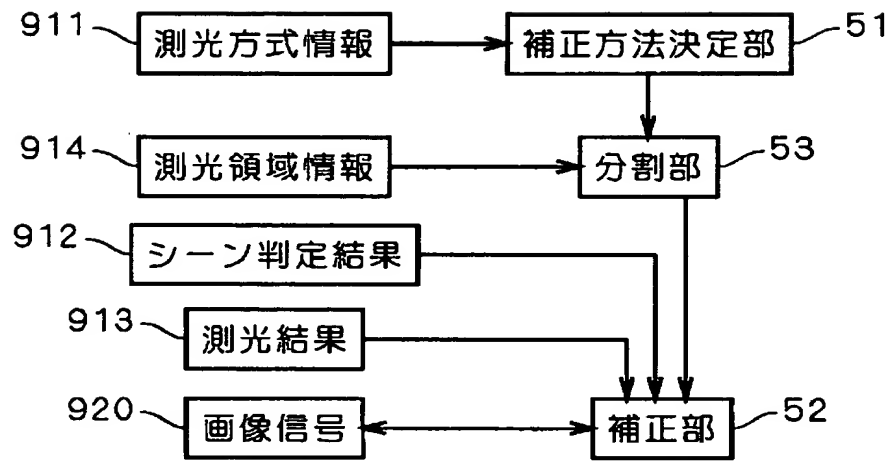 911 測光方式情報 補正方法決定部 51
914 測光領域情報 分割部 53
912 シーン判定結果
913 測光結果
920 画像信号 補正部 52